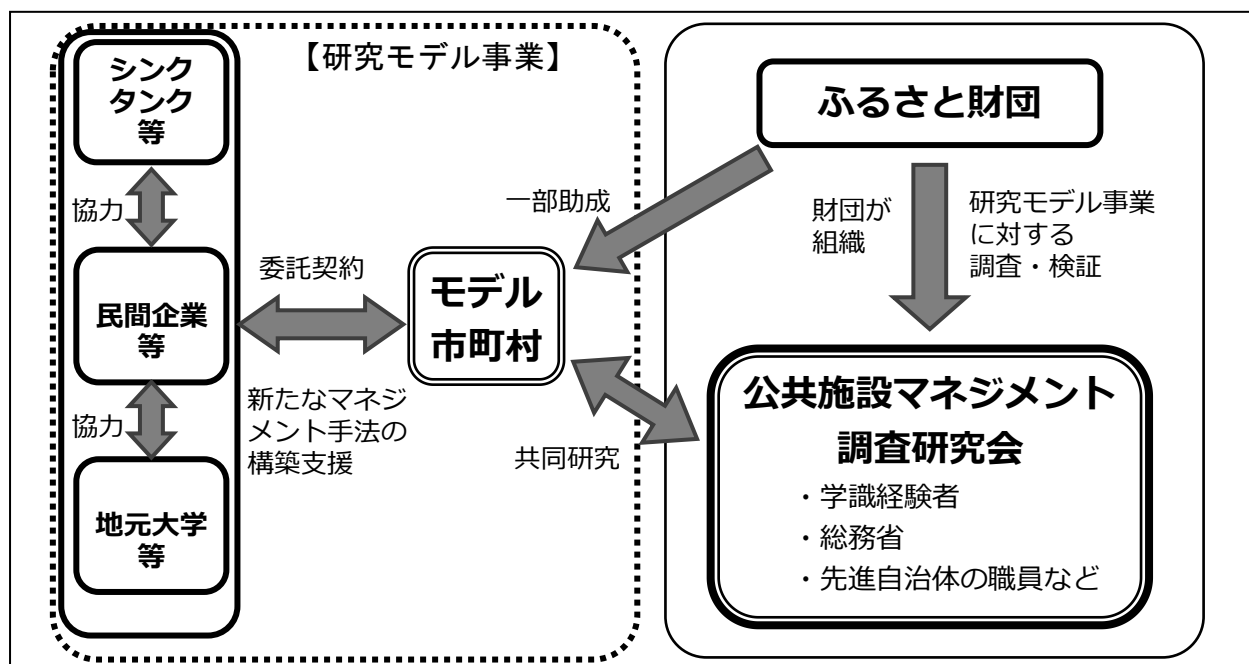 【研究モデル事業】
シンク
タンク
等
協力
民間企業
等
協力
地元大学
等
委託契約
新たなマネジ
メント手法の
構築支援
モデル
市町村
一部助成
共同研究
ふるさと財団
財団が
組織
研究モデル事業
に対する
調査・検証
公共施設マネジメント
調査研究会
・学識経験者
・総務省
・先進自治体の職員など